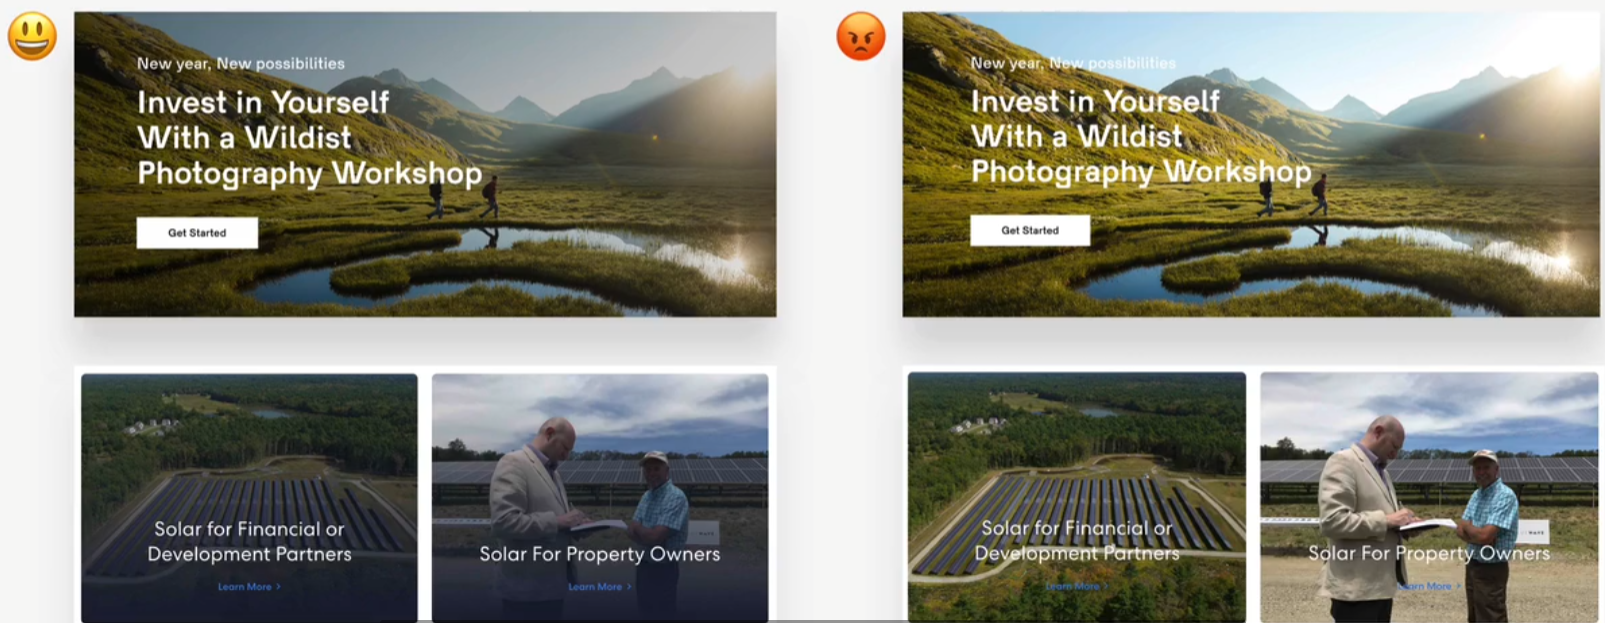 New year, New possibilities
Invest in Yourself
With a Wildist
Photography Workshop
Get Started
Solar for Financial or
Development Partners
Learn More >
Solar For Property Owners
Learn More >
New year, New possibilities
Invest in Yourself
With a Wildist
Photography Workshop
Get Started
Solar for Financial or
Development Partners
Learn More >
Solar For Property Owners
Learn More >